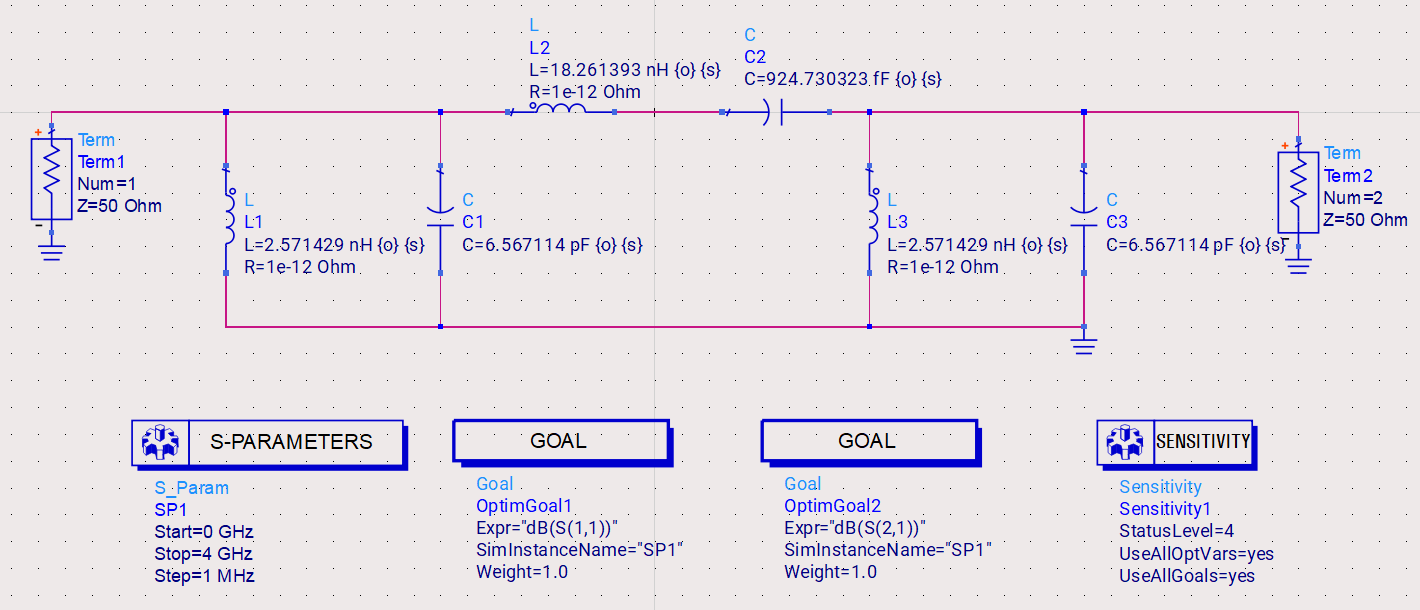 L
L2
L=18.261393 nH {o} {s}
R=1e-12 Ohm
C
C2
C=924.730323 fF {o} {s}
+
Term
Term1
Num=1
Z=50 Ohm
-
L
L1
L=2.571429 nH {o} {s}
R=1e-12 Ohm
C
C1
C=6.567114 pF {o} {s}
L
L3
L=2.571429 nH {o} {s}
R=1e-12 Ohm
C
C3
C=6.567114 pF {o} {s}
+
Term
Term2
Num=2
Z=50 Ohm
-
S-PARAMETERS
S_Param
SP1
Start=0 GHz
Stop=4 GHz
Step=1 MHz
GOAL
Goal
OptimGoal1
Expr="dB(S(1,1))"
SimInstanceName="SP1"
Weight=1.0
GOAL
Goal
OptimGoal2
Expr="dB(S(2,1))"
SimInstanceName="SP1"
Weight=1.0
SENSITIVITY
Sensitivity
Sensitivity1
StatusLevel=4
UseAllOptVars=yes
UseAllGoals=yes